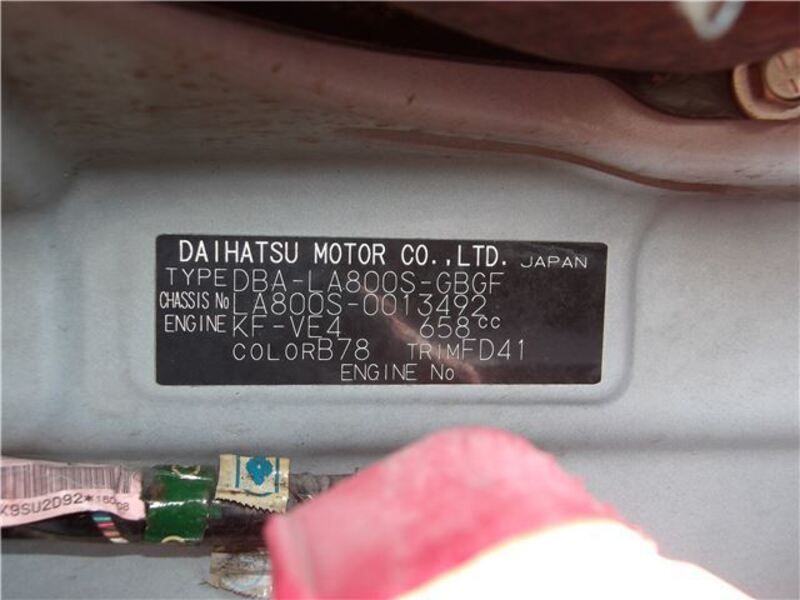 DAIHATSU MOTOR CO.,LTD. JAPAN
TYPE DBA-LA800S-GBGF
CHASSIS No LA800S-0013492
ENGINE KF-VE4 658cc
COLOR B78 TRIM FD41
ENGINE No
K9SU2D92*